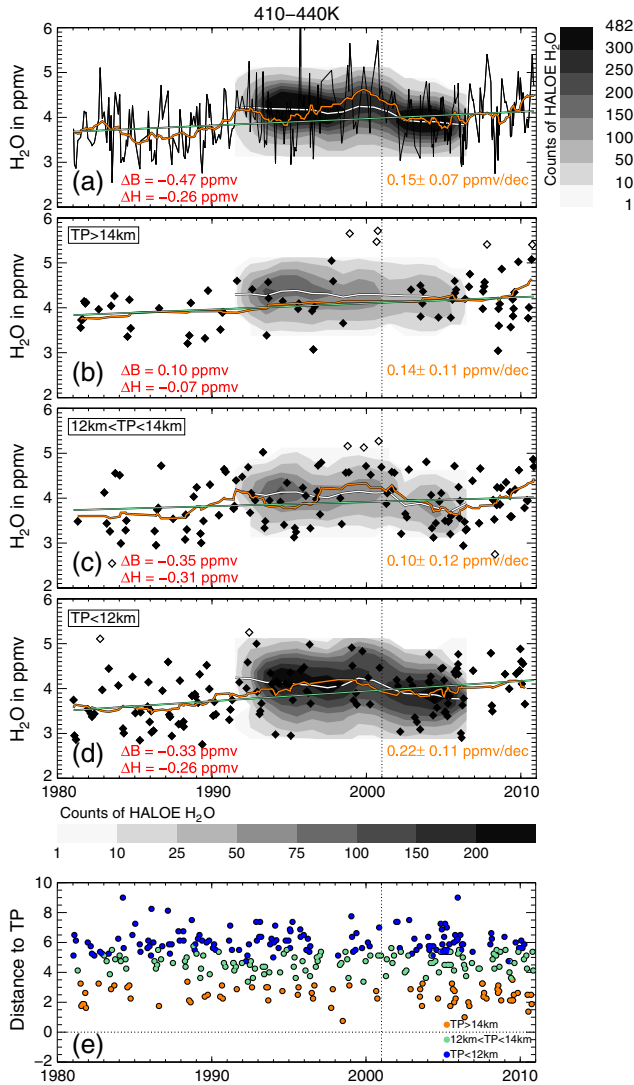 410−440K
H2O in ppmv
6
5
4
3
2
(a)
ΔB = −0.47 ppmv
ΔH = −0.26 ppmv
0.15± 0.07 ppmv/dec
Counts of HALOE H2O
482
300
250
200
150
100
50
10
1
TP>14km
H2O in ppmv
6
5
4
3
2
(b)
ΔB = 0.10 ppmv
ΔH = −0.07 ppmv
0.14± 0.11 ppmv/dec
12km<TP<14km
H2O in ppmv
6
5
4
3
2
(c)
ΔB = −0.35 ppmv
ΔH = −0.31 ppmv
0.10± 0.12 ppmv/dec
TP<12km
H2O in ppmv
6
5
4
3
2
(d)
ΔB = −0.33 ppmv
ΔH = −0.26 ppmv
0.22± 0.11 ppmv/dec
1980 1990 2000 2010
Counts of HALOE H2O
1 10 25 50 75 100 150 200
Distance to TP
10
8
6
4
2
0
−2
(e)
TP>14km
12km<TP<14km
TP<12km
1980 1990 2000 2010